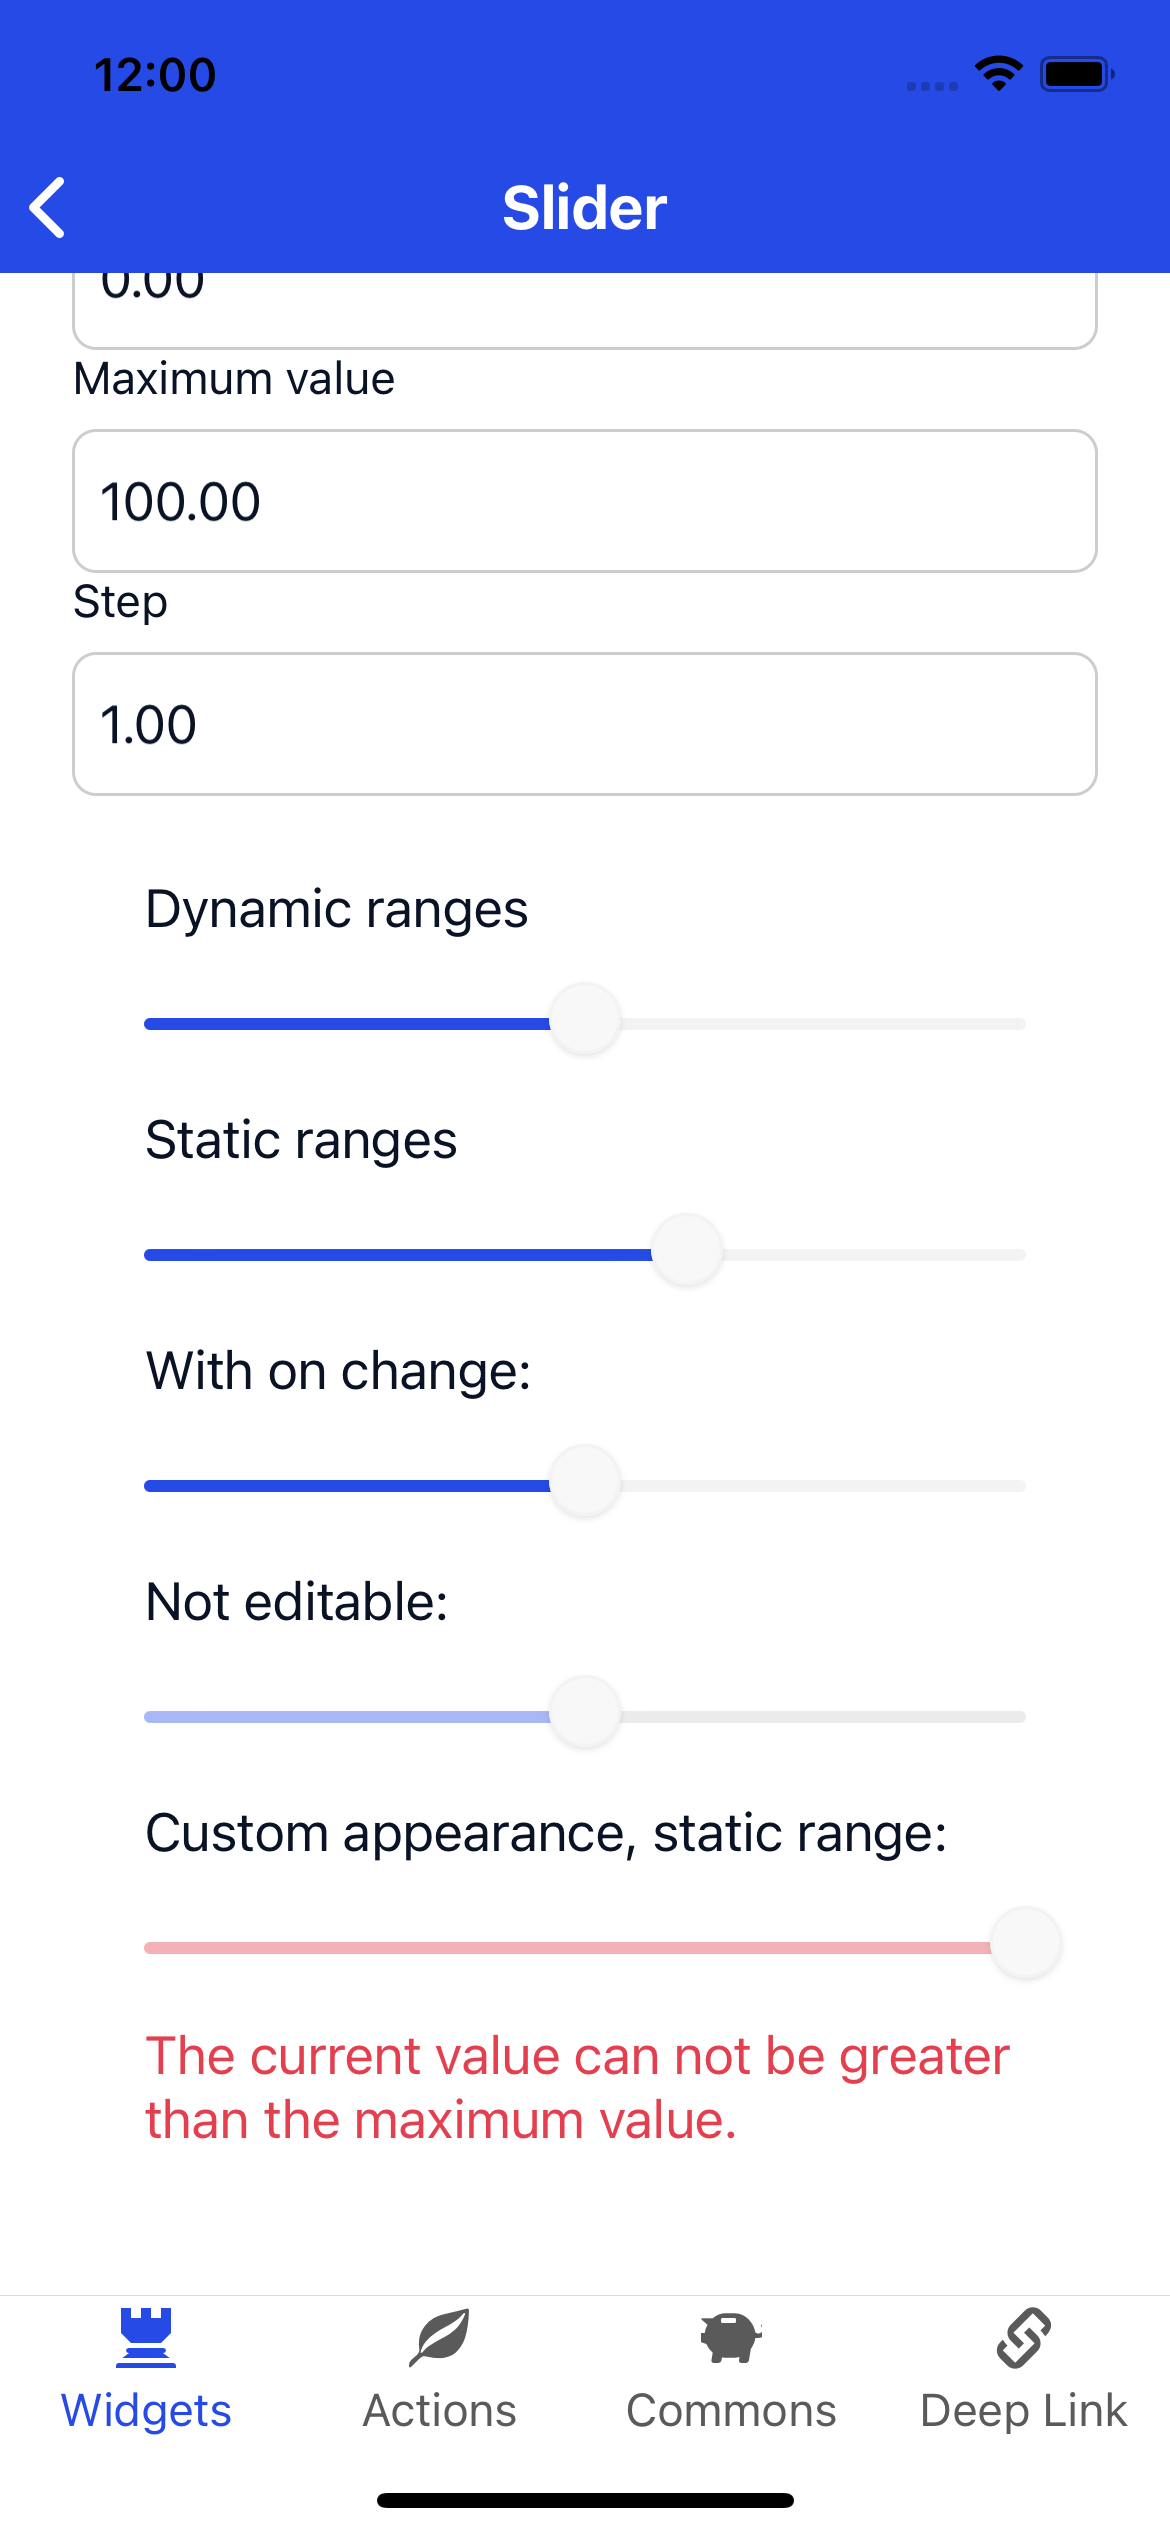 12:00
Slider
0.00
Maximum value
100.00
Step
1.00
Dynamic ranges
Static ranges
With on change:
Not editable:
Custom appearance, static range:
The current value can not be greater
than the maximum value.
Widgets
Actions
Commons
Deep Link